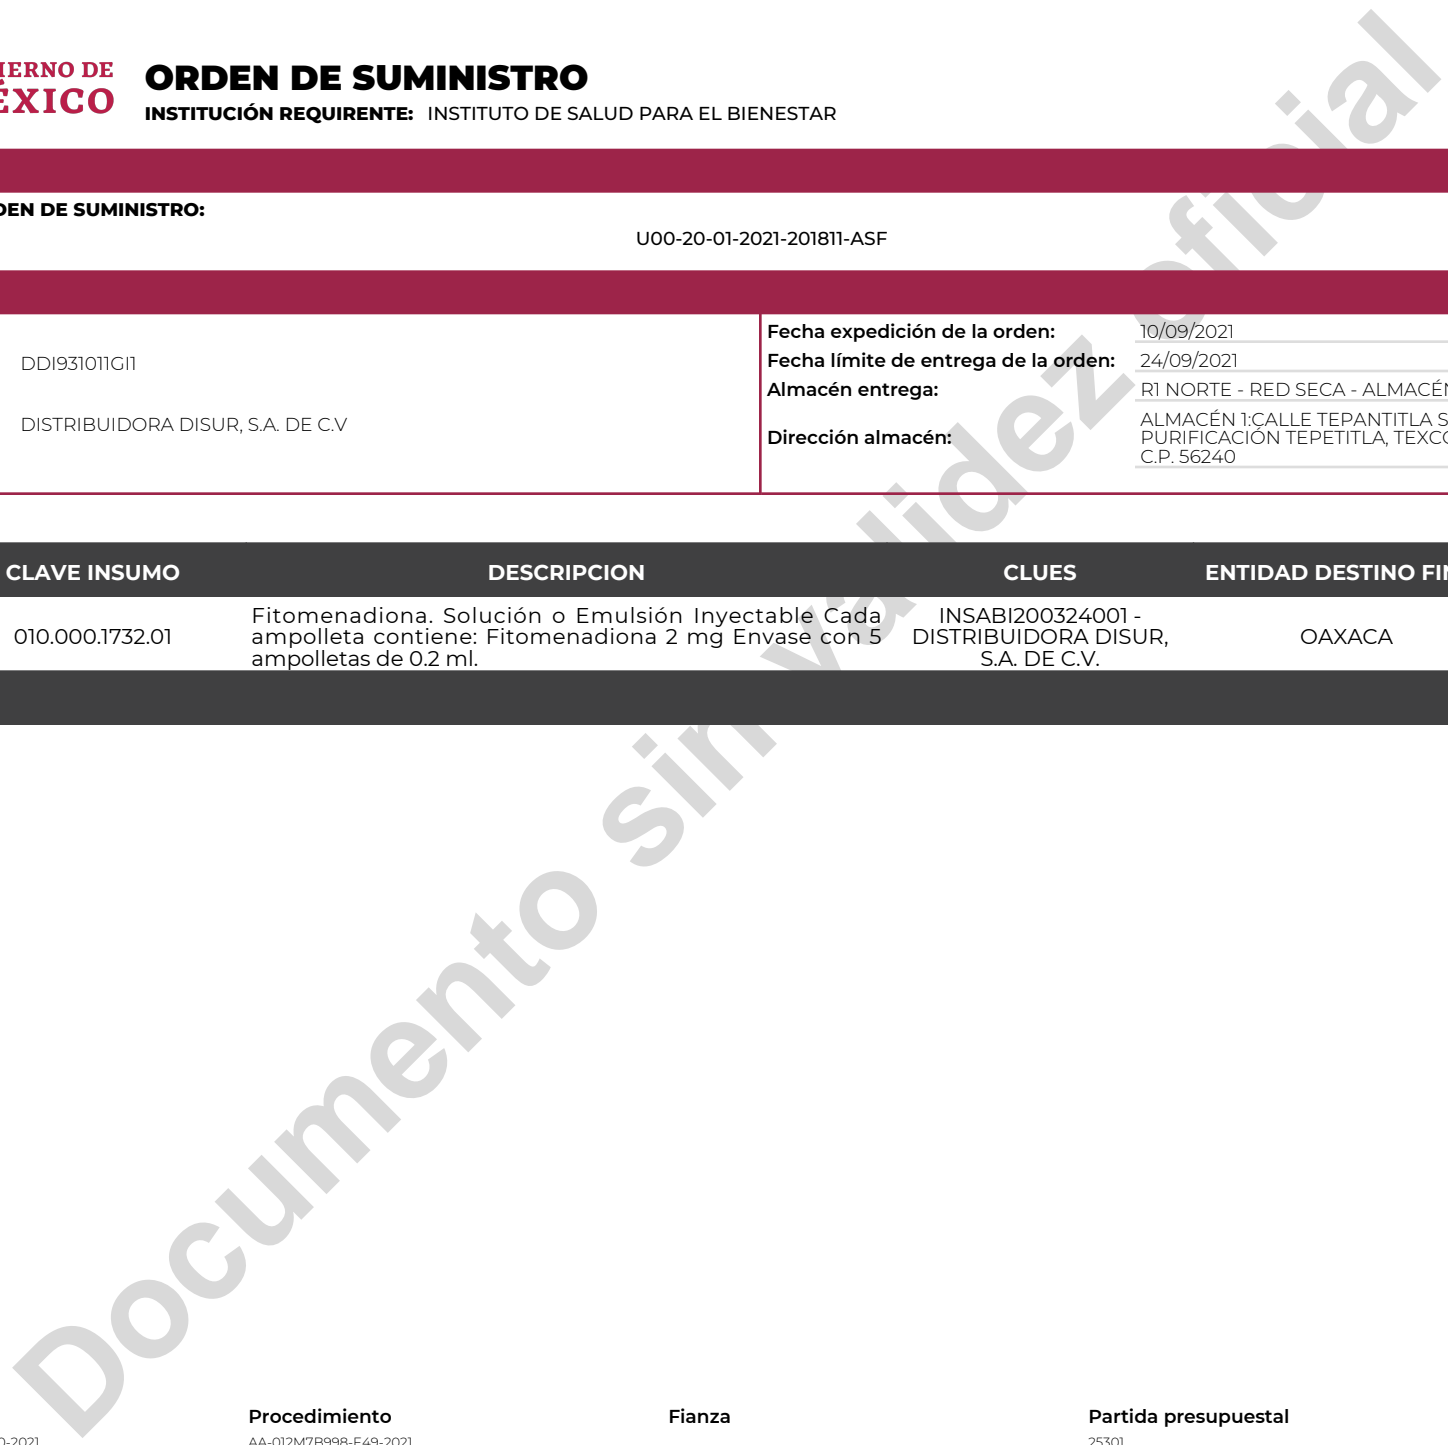 IERNO DE
ÉXICO
ORDEN DE SUMINISTRO
INSTITUCIÓN REQUIRENTE: INSTITUTO DE SALUD PARA EL BIENESTAR
DEN DE SUMINISTRO:
U00-20-01-2021-201811-ASF
DDI931011GI1
DISTRIBUIDORA DISUR, S.A. DE C.V
Fecha expedición de la orden: 10/09/2021
Fecha límite de entrega de la orden: 24/09/2021
Almacén entrega: R1 NORTE - RED SECA - ALMACÉN
Dirección almacén:
ALMACÉN 1:CALLE TEPANTITLA S
PURIFICACIÓN TEPETITLA, TEXCO
C.P. 56240
CLAVE INSUMO DESCRIPCION CLUES ENTIDAD DESTINO FIN
010.000.1732.01
Fitomenadiona. Solución o Emulsión Inyectable Cada
ampolleta contiene: Fitomenadiona 2 mg Envase con 5
ampolletas de 0.2 ml.
INSABI200324001 -
DISTRIBUIDORA DISUR,
S.A. DE C.V.
OAXACA
Documento sin validez oficial
Procedimiento Fianza Partida presupuestal
0-2021 AA-012M7B998-E49-2021 25301